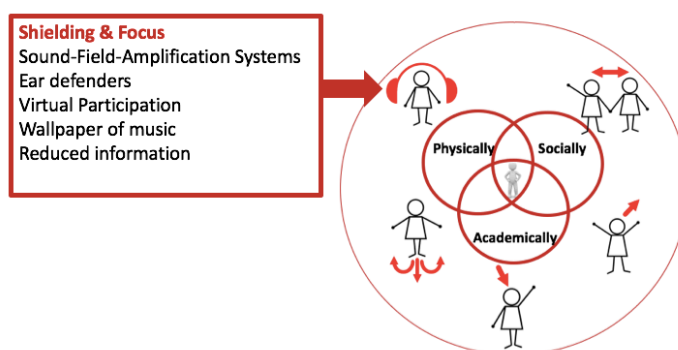 Shielding & Focus
Sound-Field-Amplification Systems
Ear defenders
Virtual Participation
Wallpaper of music
Reduced information
Physically
Socially
Academically